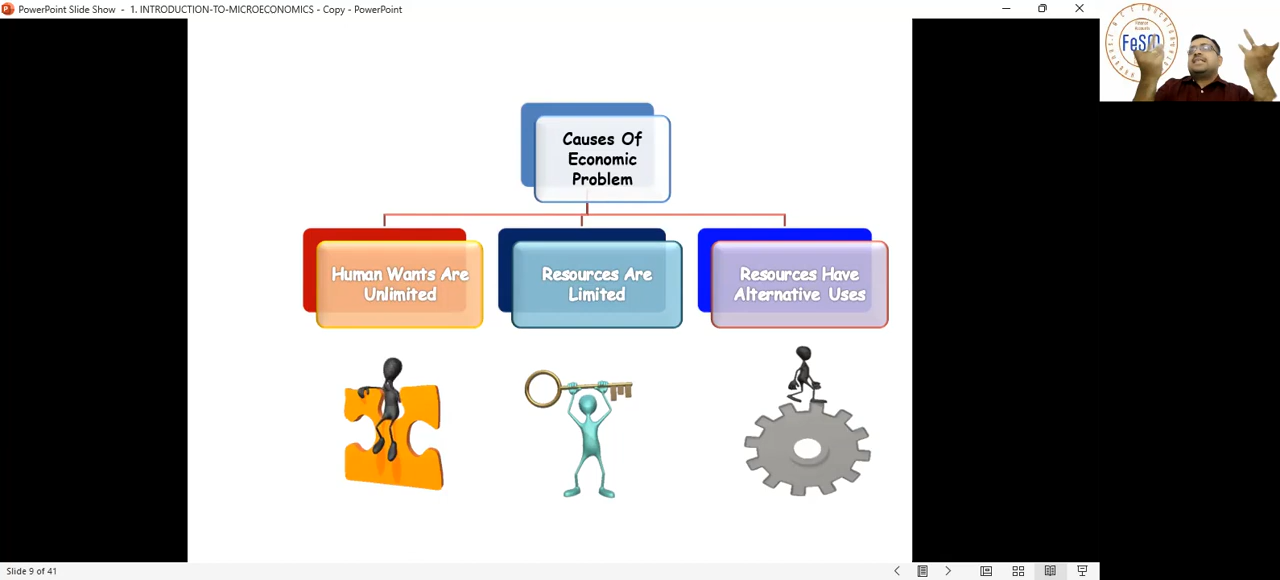 PowerPoint Slide Show - 1. INTRODUCTION-TO-MICROECONOMICS - Copy - PowerPoint
FeSM
Causes Of
Economic
Problem
Human Wants Are
Unlimited
Resources Are
Limited
Resources Have
Alternative Uses
Slide 9 of 41